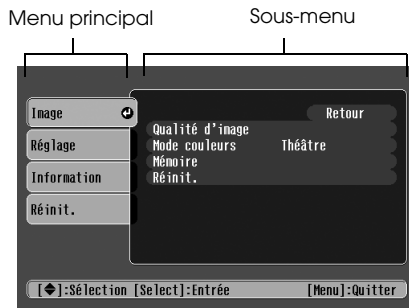 Menu principal
Sous-menu
Image
Réglage
Information
Réinit.
Retour
Qualité d'image
Mode couleurs Théâtre
Mémoire
Réinit.
[◆]:Sélection [Select]:Entrée [Menu]:Quitter